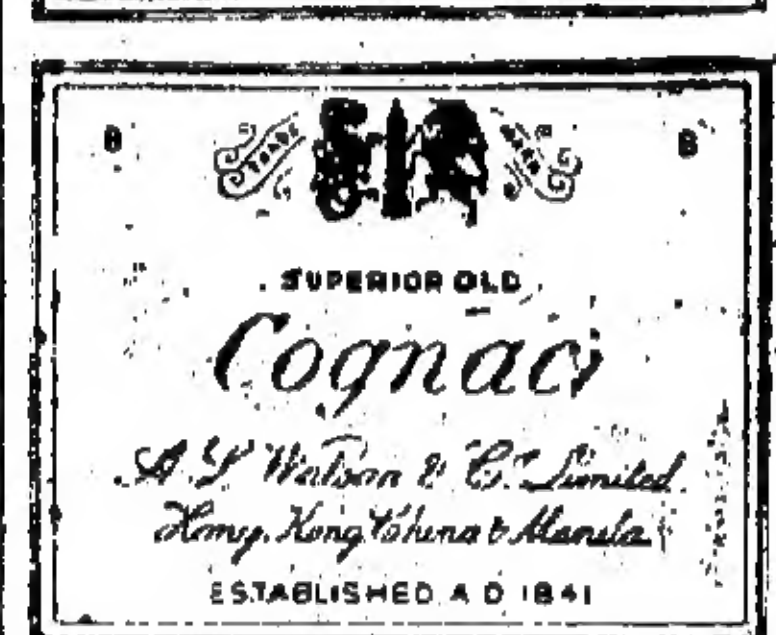 B TRADE MARK B
SUPERIOR OLD
Cognac
A. S. Watson & Co. Limited.
Hong, Kong, China & Manila
ESTABLISHED A D 1841